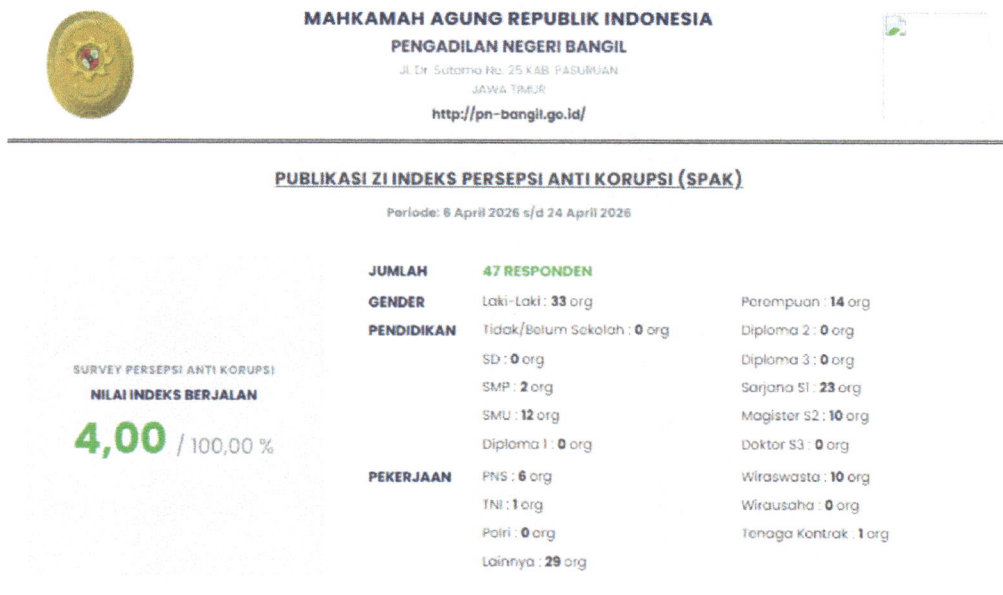 MAHKAMAH AGUNG REPUBLIK INDONESIA
PENGADILAN NEGERI BANGIL
Jl. Dr. Sutomo No. 25 KAB. PASURUAN
JAWA TIMUR
http://pn-bangil.go.id/
PUBLIKASI ZI INDEKS PERSEPSI ANTI KORUPSI (SPAK)
Periode: 6 April 2026 s/d 24 April 2026
SURVEY PERSEPSI ANTI KORUPSI
NILAI INDEKS BERJALAN
4,00 / 100,00 %
JUMLAH 47 RESPONDEN
GENDER Laki-Laki : 33 org Perempuan : 14 org
PENDIDIKAN Tidak/Belum Sekolah : 0 org Diploma 2 : 0 org
SD : 0 org Diploma 3 : 0 org
SMP : 2 org Sarjana S1 : 23 org
SMU : 12 org Magister S2 : 10 org
Diploma 1 : 0 org Doktor S3 : 0 org
PEKERJAAN PNS : 6 org Wiraswasta : 10 org
TNI : 1 org Wirausaha : 0 org
Polri : 0 org Tenaga Kontrak : 1 org
Lainnya : 29 org